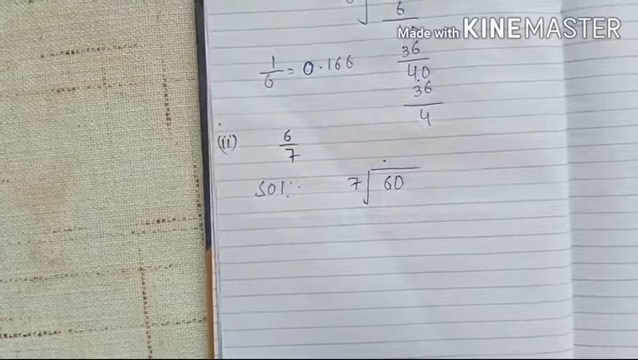 6
Made with KINEMASTER
36
1/6 = 0.166
40
36
4
(ii) 6/7
Sol:- 7 60